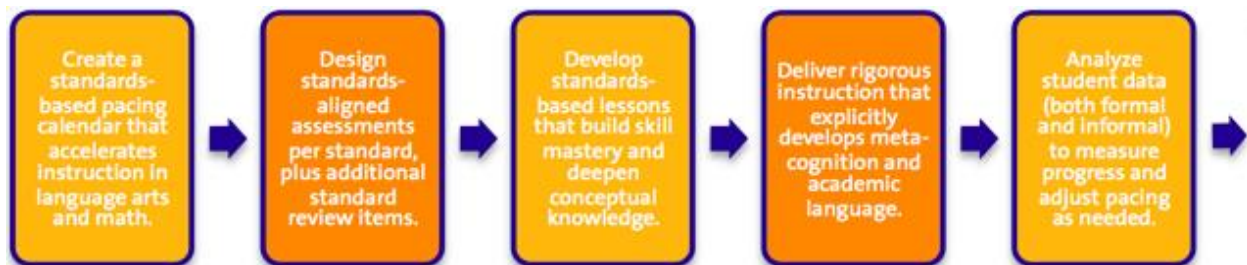 Create a
standards-
based pacing
calendar that
accelerates
instruction in
language arts
and math.
Design
standards-
aligned
assessments
per standard,
plus additional
standard
review items.
Develop
standards-
based lessons
that build skill
mastery and
deepen
conceptual
knowledge.
Deliver rigorous
instruction that
explicitly
develops meta-
cognition and
academic
language.
Analyze
student data
(both formal
and informal)
to measure
progress and
adjust pacing
as needed.